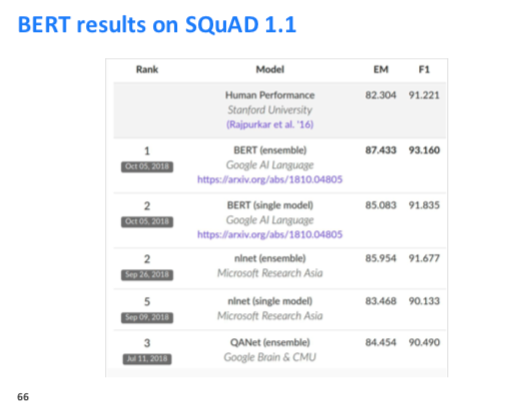 BERT results on SQuAD 1.1
Rank Model EM F1
Human Performance 82.304 91.221
Stanford University
(Rajpurkar et al. '16)
1 BERT (ensemble) 87.433 93.160
Oct 05, 2018 Google AI Language
https://arxiv.org/abs/1810.04805
2 BERT (single model) 85.083 91.835
Oct 05, 2018 Google AI Language
https://arxiv.org/abs/1810.04805
2 nlnet (ensemble) 85.954 91.677
Sep 26, 2018 Microsoft Research Asia
5 nlnet (single model) 83.468 90.133
Sep 09, 2018 Microsoft Research Asia
3 QANet (ensemble) 84.454 90.490
Jul 11, 2018 Google Brain & CMU
66